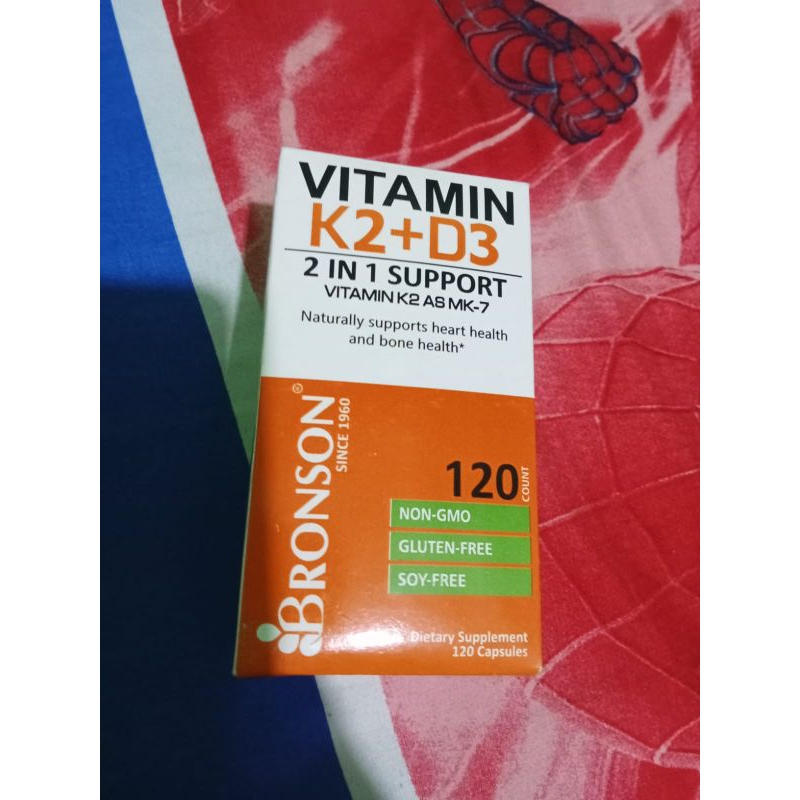 VITAMIN
K2+D3
2 IN 1 SUPPORT
VITAMIN K2 AS MK-7
Naturally supports heart health
and bone health*
BRONSON®
SINCE 1960
120
COUNT
NON-GMO
GLUTEN-FREE
SOY-FREE
Dietary Supplement
120 Capsules